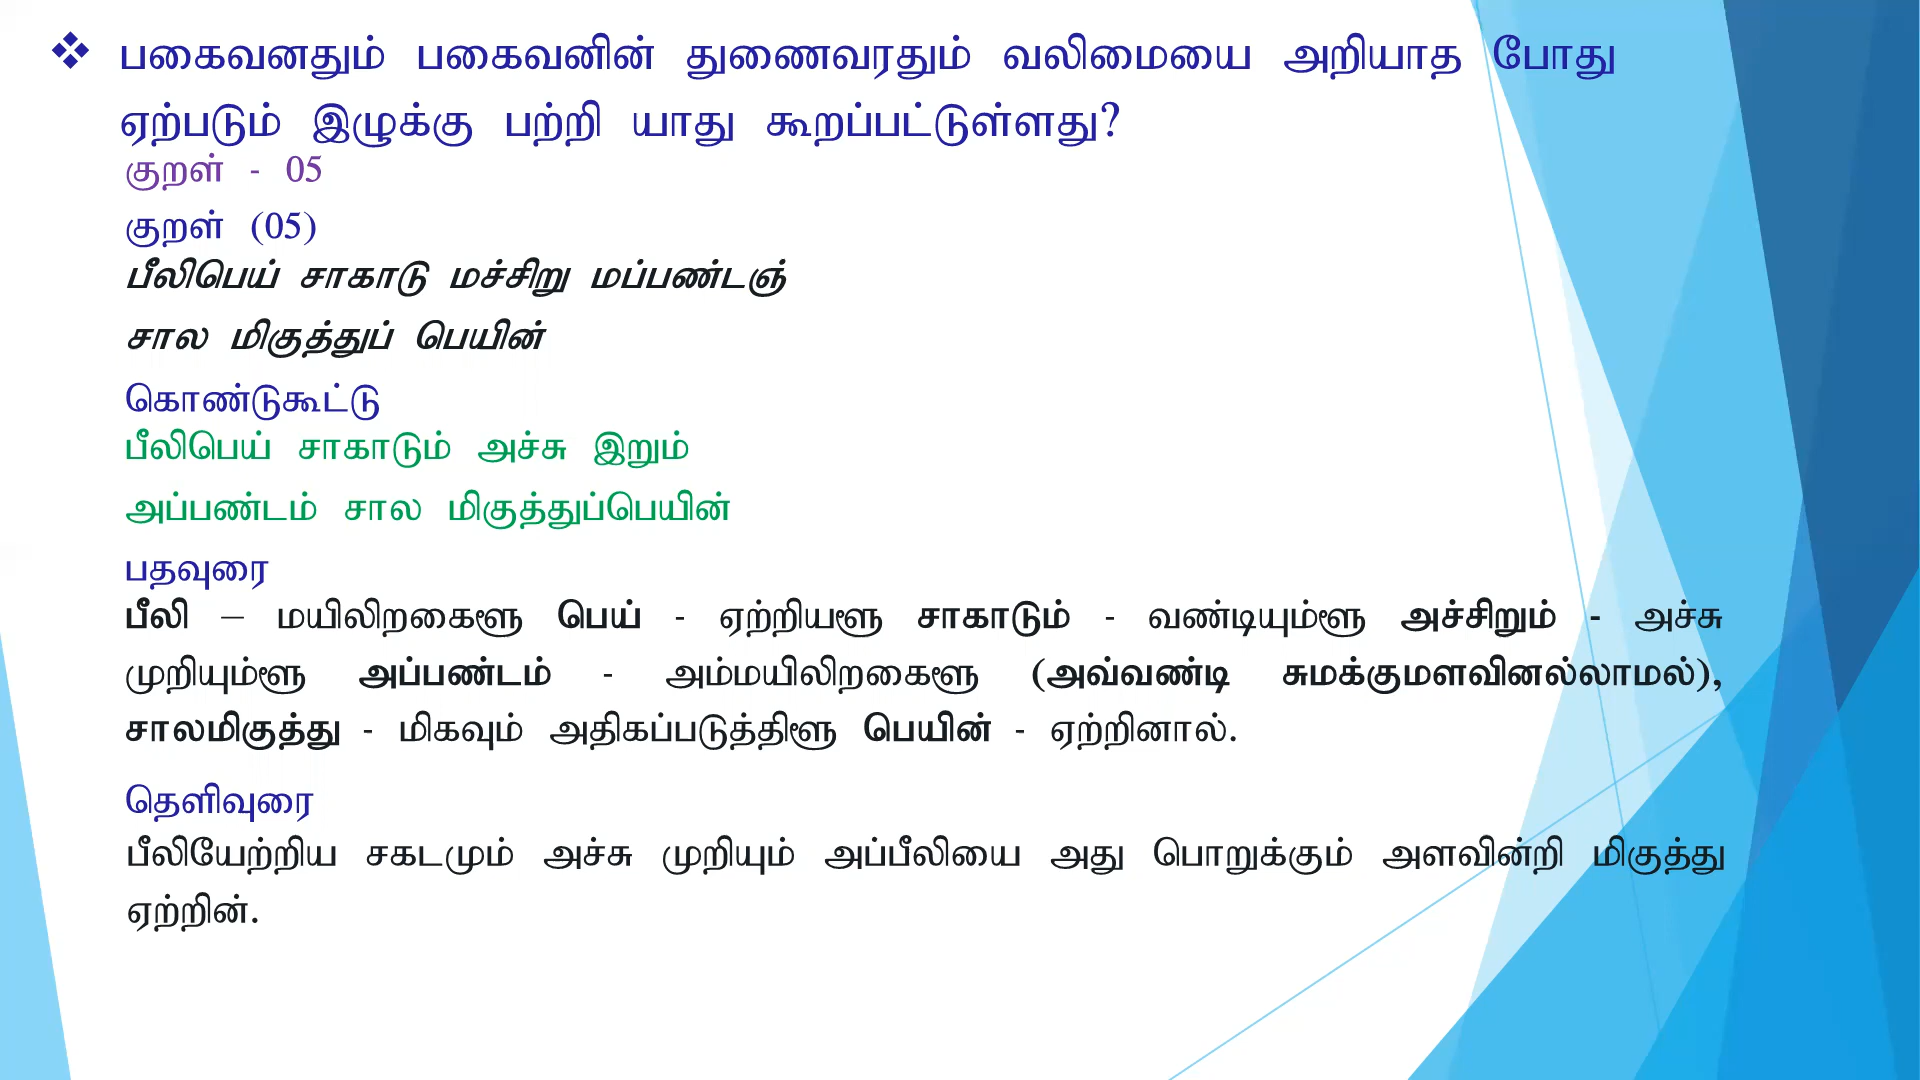 ❖ பகைவனதும் பகைவனின் துணைவரதும் வலிமையை அறியாத போது
ஏற்படும் இழுக்கு பற்றி யாது கூறப்பட்டுள்ளது?
குறள் - 05
குறள் (05)
பீலிபெய் சாகாடு மச்சிறு மப்பண்டஞ்
சால மிகுத்துப் பெயின்
கொண்டுகூட்டு
பீலிபெய் சாகாடும் அச்சு இறும்
அப்பண்டம் சால மிகுத்துப்பெயின்
பதவுரை
பீலி – மயிலிறகைளூ பெய் - ஏற்றியளூ சாகாடும் - வண்டியும்ளூ அச்சிறும் - அச்சு
முறியும்ளூ அப்பண்டம் - அம்மயிலிறகைளூ (அவ்வண்டி சுமக்குமளவினல்லாமல்),
சாலமிகுத்து - மிகவும் அதிகப்படுத்திளூ பெயின் - ஏற்றினால்.
தெளிவுரை
பீலியேற்றிய சகடமும் அச்சு முறியும் அப்பீலியை அது பொறுக்கும் அளவின்றி மிகுத்து
ஏற்றின்.